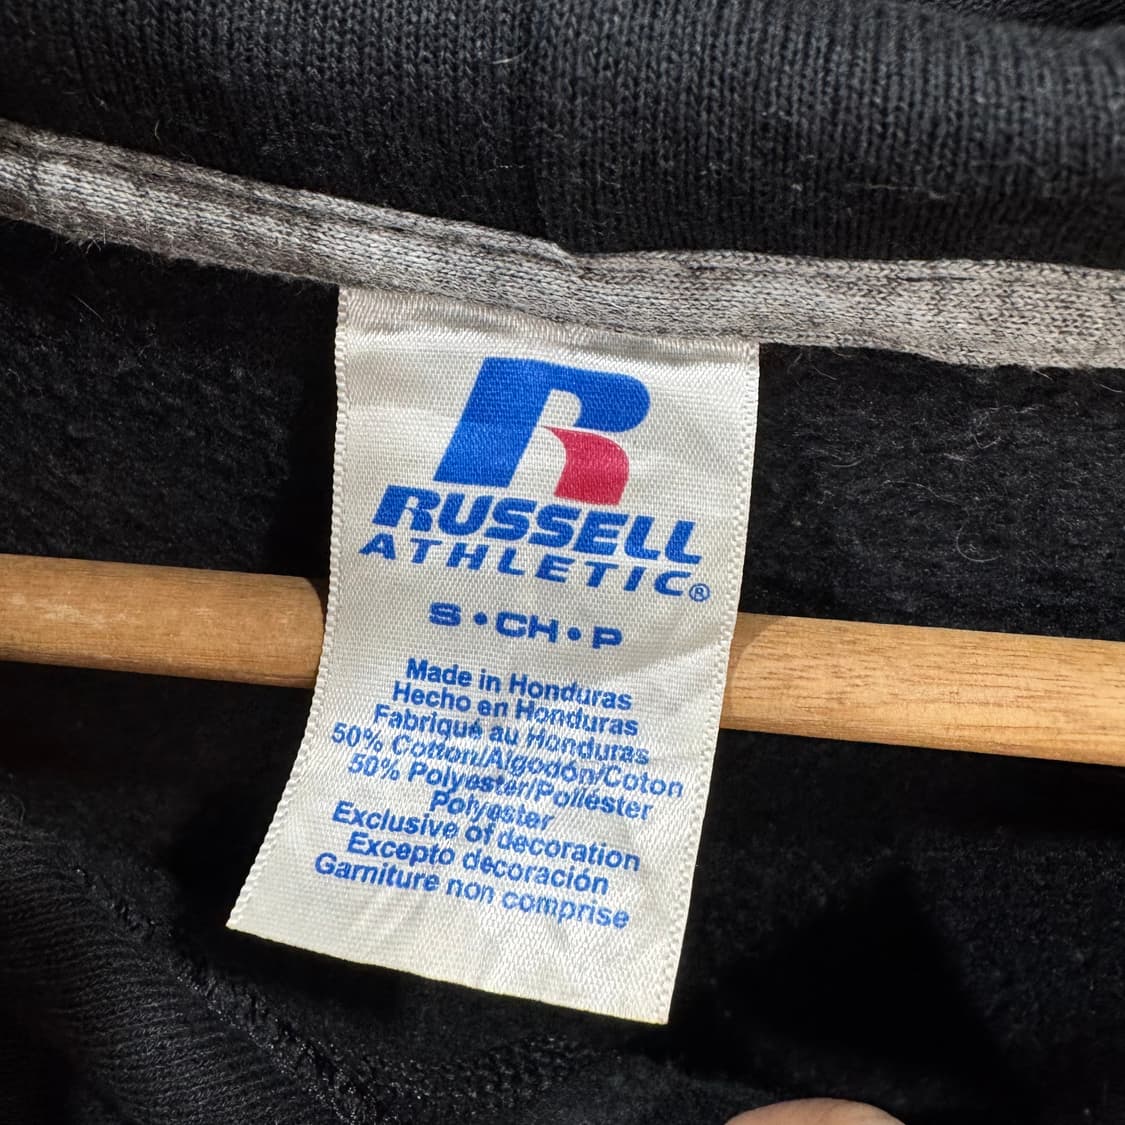 R
RUSSELL
ATHLETIC®
S•CH•P
Made in Honduras
Hecho en Honduras
Fabriqué au Honduras
50% Cotton/Algodón/Coton
50% Polyester/Poliéster
Polyester
Exclusive of decoration
Excepto decoración
Garniture non comprise